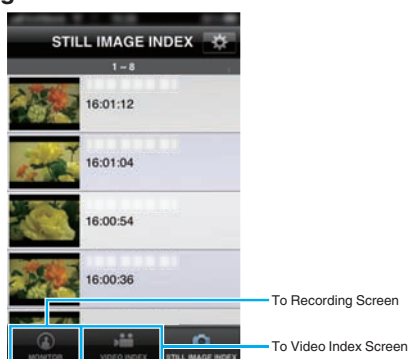 g
STILL IMAGE INDEX
1 ~ 8
16:01:12
16:01:04
16:00:54
16:00:36
To Recording Screen
MONITOR
VIDEO INDEX
STILL IMAGE INDEX
To Video Index Screen